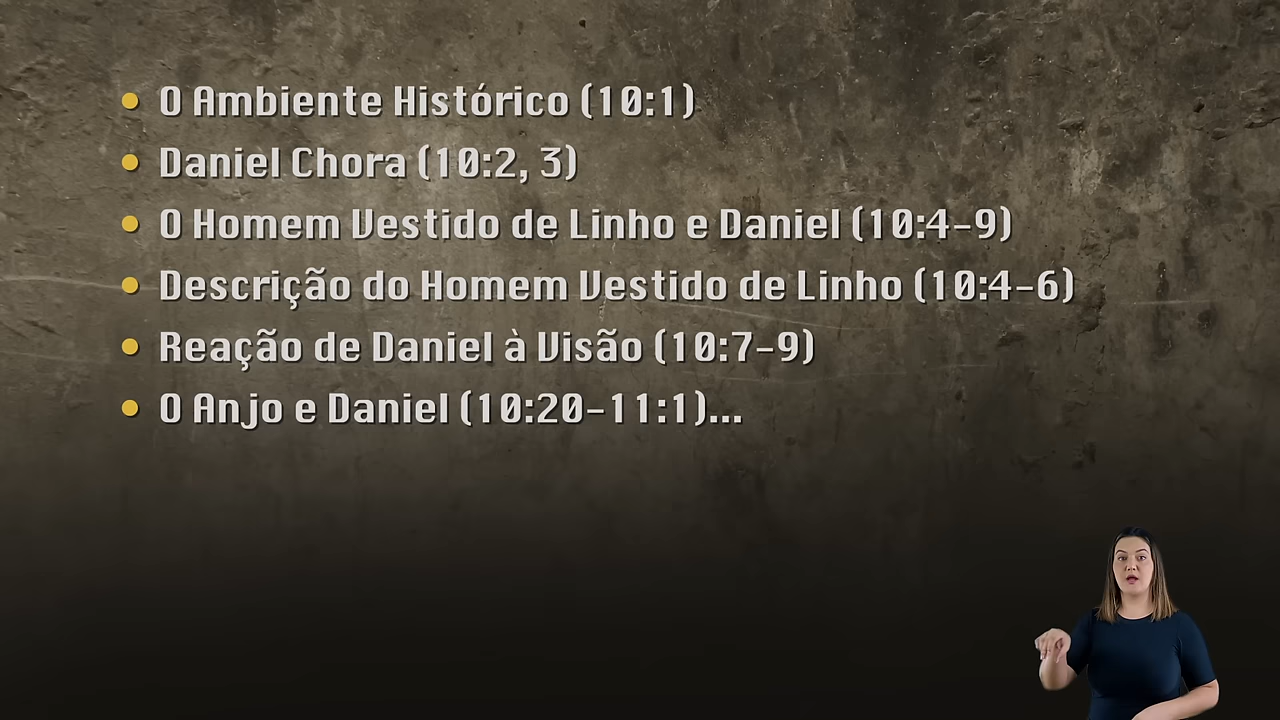 • O Ambiente Histórico (10:1)
• Daniel Chora (10:2, 3)
• O Homem Vestido de Linho e Daniel (10:4-9)
• Descrição do Homem Vestido de Linho (10:4-6)
• Reação de Daniel à Visão (10:7-9)
• O Anjo e Daniel (10:20-11:1)...